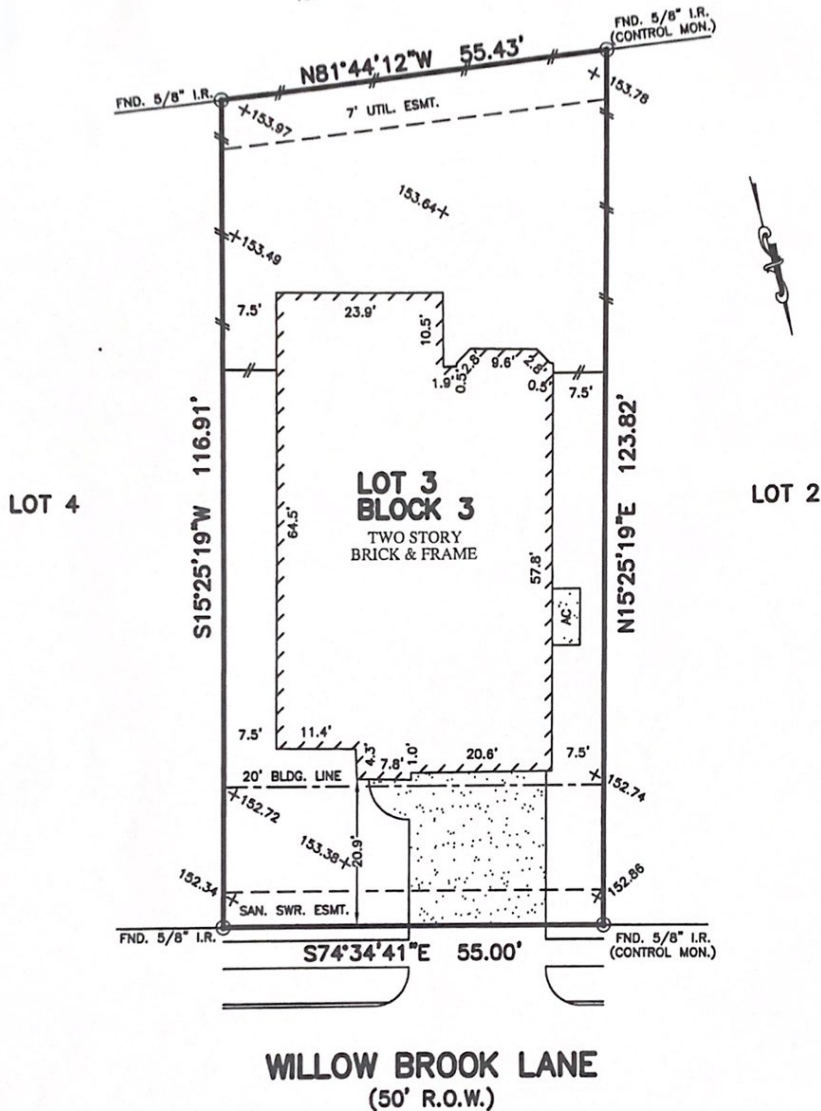 FND. 5/8" I.R.
(CONTROL MON.)
N81°44'12"W 55.43'
FND. 5/8" I.R.
153.97
7' UTIL. ESMT.
153.78
153.64
153.49
7.5'
23.9'
10.5'
1.9'
0.5'
2.8'
9.6'
2.8'
0.5'
7.5'
S15°25'19"W 116.91'
N15°25'19"E 123.82'
LOT 4
LOT 3
BLOCK 3
TWO STORY
BRICK & FRAME
LOT 2
64.5'
57.8'
AC
7.5'
11.4'
4.3'
7.8'
1.0'
20.6'
7.5'
20' BLDG. LINE
152.74
152.72
153.38
20.9'
152.34
152.86
SAN. SWR. ESMT.
FND. 5/8" I.R.
S74°34'41"E 55.00'
FND. 5/8" I.R.
(CONTROL MON.)
WILLOW BROOK LANE
(50' R.O.W.)